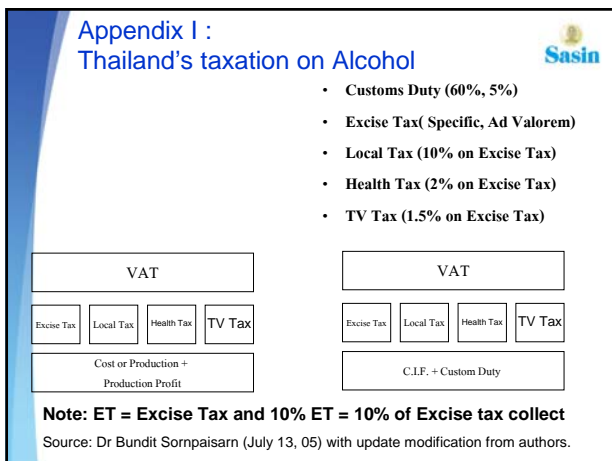 Appendix I :
Thailand's taxation on Alcohol
Sasin
• Customs Duty (60%, 5%)
• Excise Tax( Specific, Ad Valorem)
• Local Tax (10% on Excise Tax)
• Health Tax (2% on Excise Tax)
• TV Tax (1.5% on Excise Tax)
VAT
Excise Tax Local Tax Health Tax TV Tax
Cost or Production +
Production Profit
VAT
Excise Tax Local Tax Health Tax TV Tax
C.I.F. + Custom Duty
Note: ET = Excise Tax and 10% ET = 10% of Excise tax collect
Source: Dr Bundit Sornpaisarn (July 13, 05) with update modification from authors.